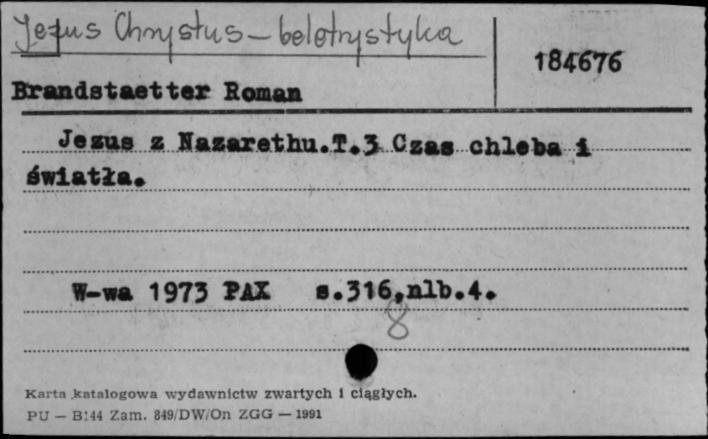 Jezus Chrystus - beletrystyka
184676
Brandstaetter Roman
Jezus z Nazarethu.T.3 Czas chleba i
światła.
W-wa 1973 PAX s.316,nlb.4.
8
Karta katalogowa wydawnictw zwartych i ciągłych.
PU — B144 Zam. 849/DW/On ZGG — 1991